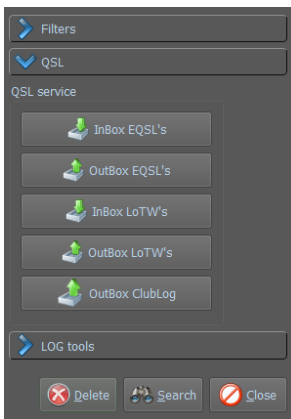 Filters
QSL
QSL service
InBox EQSL's
OutBox EQSL's
InBox LoTW's
OutBox LoTW's
OutBox ClubLog
LOG tools
Delete Search Close